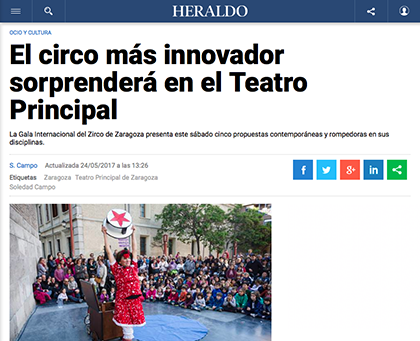 HERALDO
OCIO Y CULTURA
El circo más innovador
sorprenderá en el Teatro
Principal
La Gala Internacional del Zirco de Zaragoza presenta este sábado cinco propuestas contemporáneas y rompedoras en sus
disciplinas.
S. Campo Actualizada 24/05/2017 a las 13:26
Etiquetas Zaragoza Teatro Principal de Zaragoza
Soledad Campo